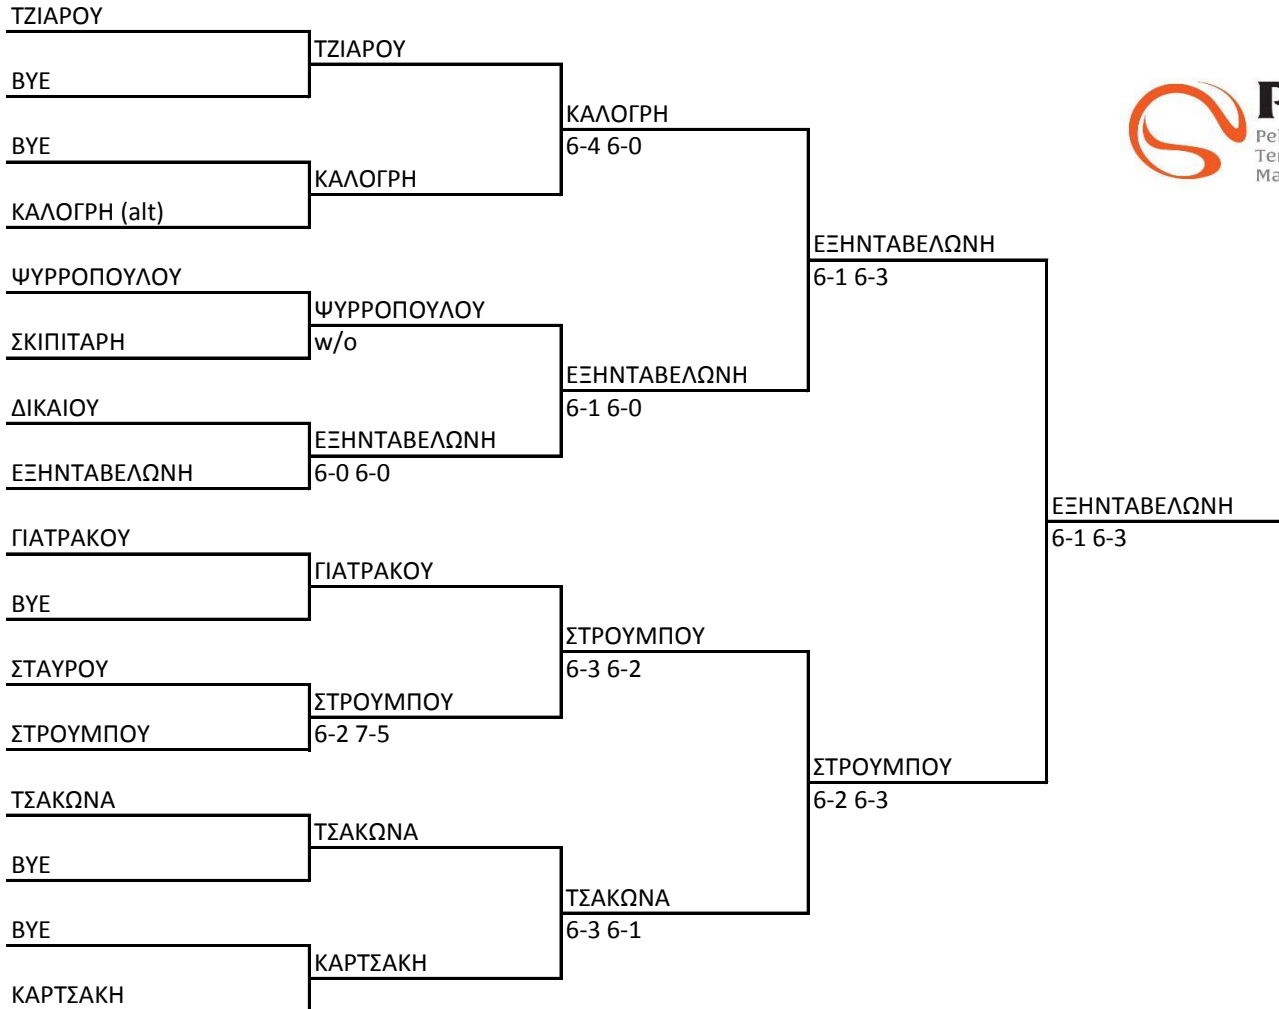 ΤΖΙΑΡΟΥ
ΤΖΙΑΡΟΥ
BYE
ΚΑΛΟΓΡΗ
6-4 6-0
BYE
ΚΑΛΟΓΡΗ
ΚΑΛΟΓΡΗ (alt)
ΕΞΗΝΤΑΒΕΛΩΝΗ
6-1 6-3
ΨΥΡΡΟΠΟΥΛΟΥ
ΨΥΡΡΟΠΟΥΛΟΥ
w/o
ΣΚΙΠΙΤΑΡΗ
ΕΞΗΝΤΑΒΕΛΩΝΗ
6-1 6-0
ΔΙΚΑΙΟΥ
ΕΞΗΝΤΑΒΕΛΩΝΗ
6-0 6-0
ΕΞΗΝΤΑΒΕΛΩΝΗ
ΕΞΗΝΤΑΒΕΛΩΝΗ
6-1 6-3
ΓΙΑΤΡΑΚΟΥ
ΓΙΑΤΡΑΚΟΥ
BYE
ΣΤΡΟΥΜΠΟΥ
6-3 6-2
ΣΤΑΥΡΟΥ
ΣΤΡΟΥΜΠΟΥ
6-2 7-5
ΣΤΡΟΥΜΠΟΥ
ΣΤΡΟΥΜΠΟΥ
6-2 6-3
ΤΣΑΚΩΝΑ
ΤΣΑΚΩΝΑ
BYE
ΤΣΑΚΩΝΑ
6-3 6-1
BYE
ΚΑΡΤΣΑΚΗ
ΚΑΡΤΣΑΚΗ